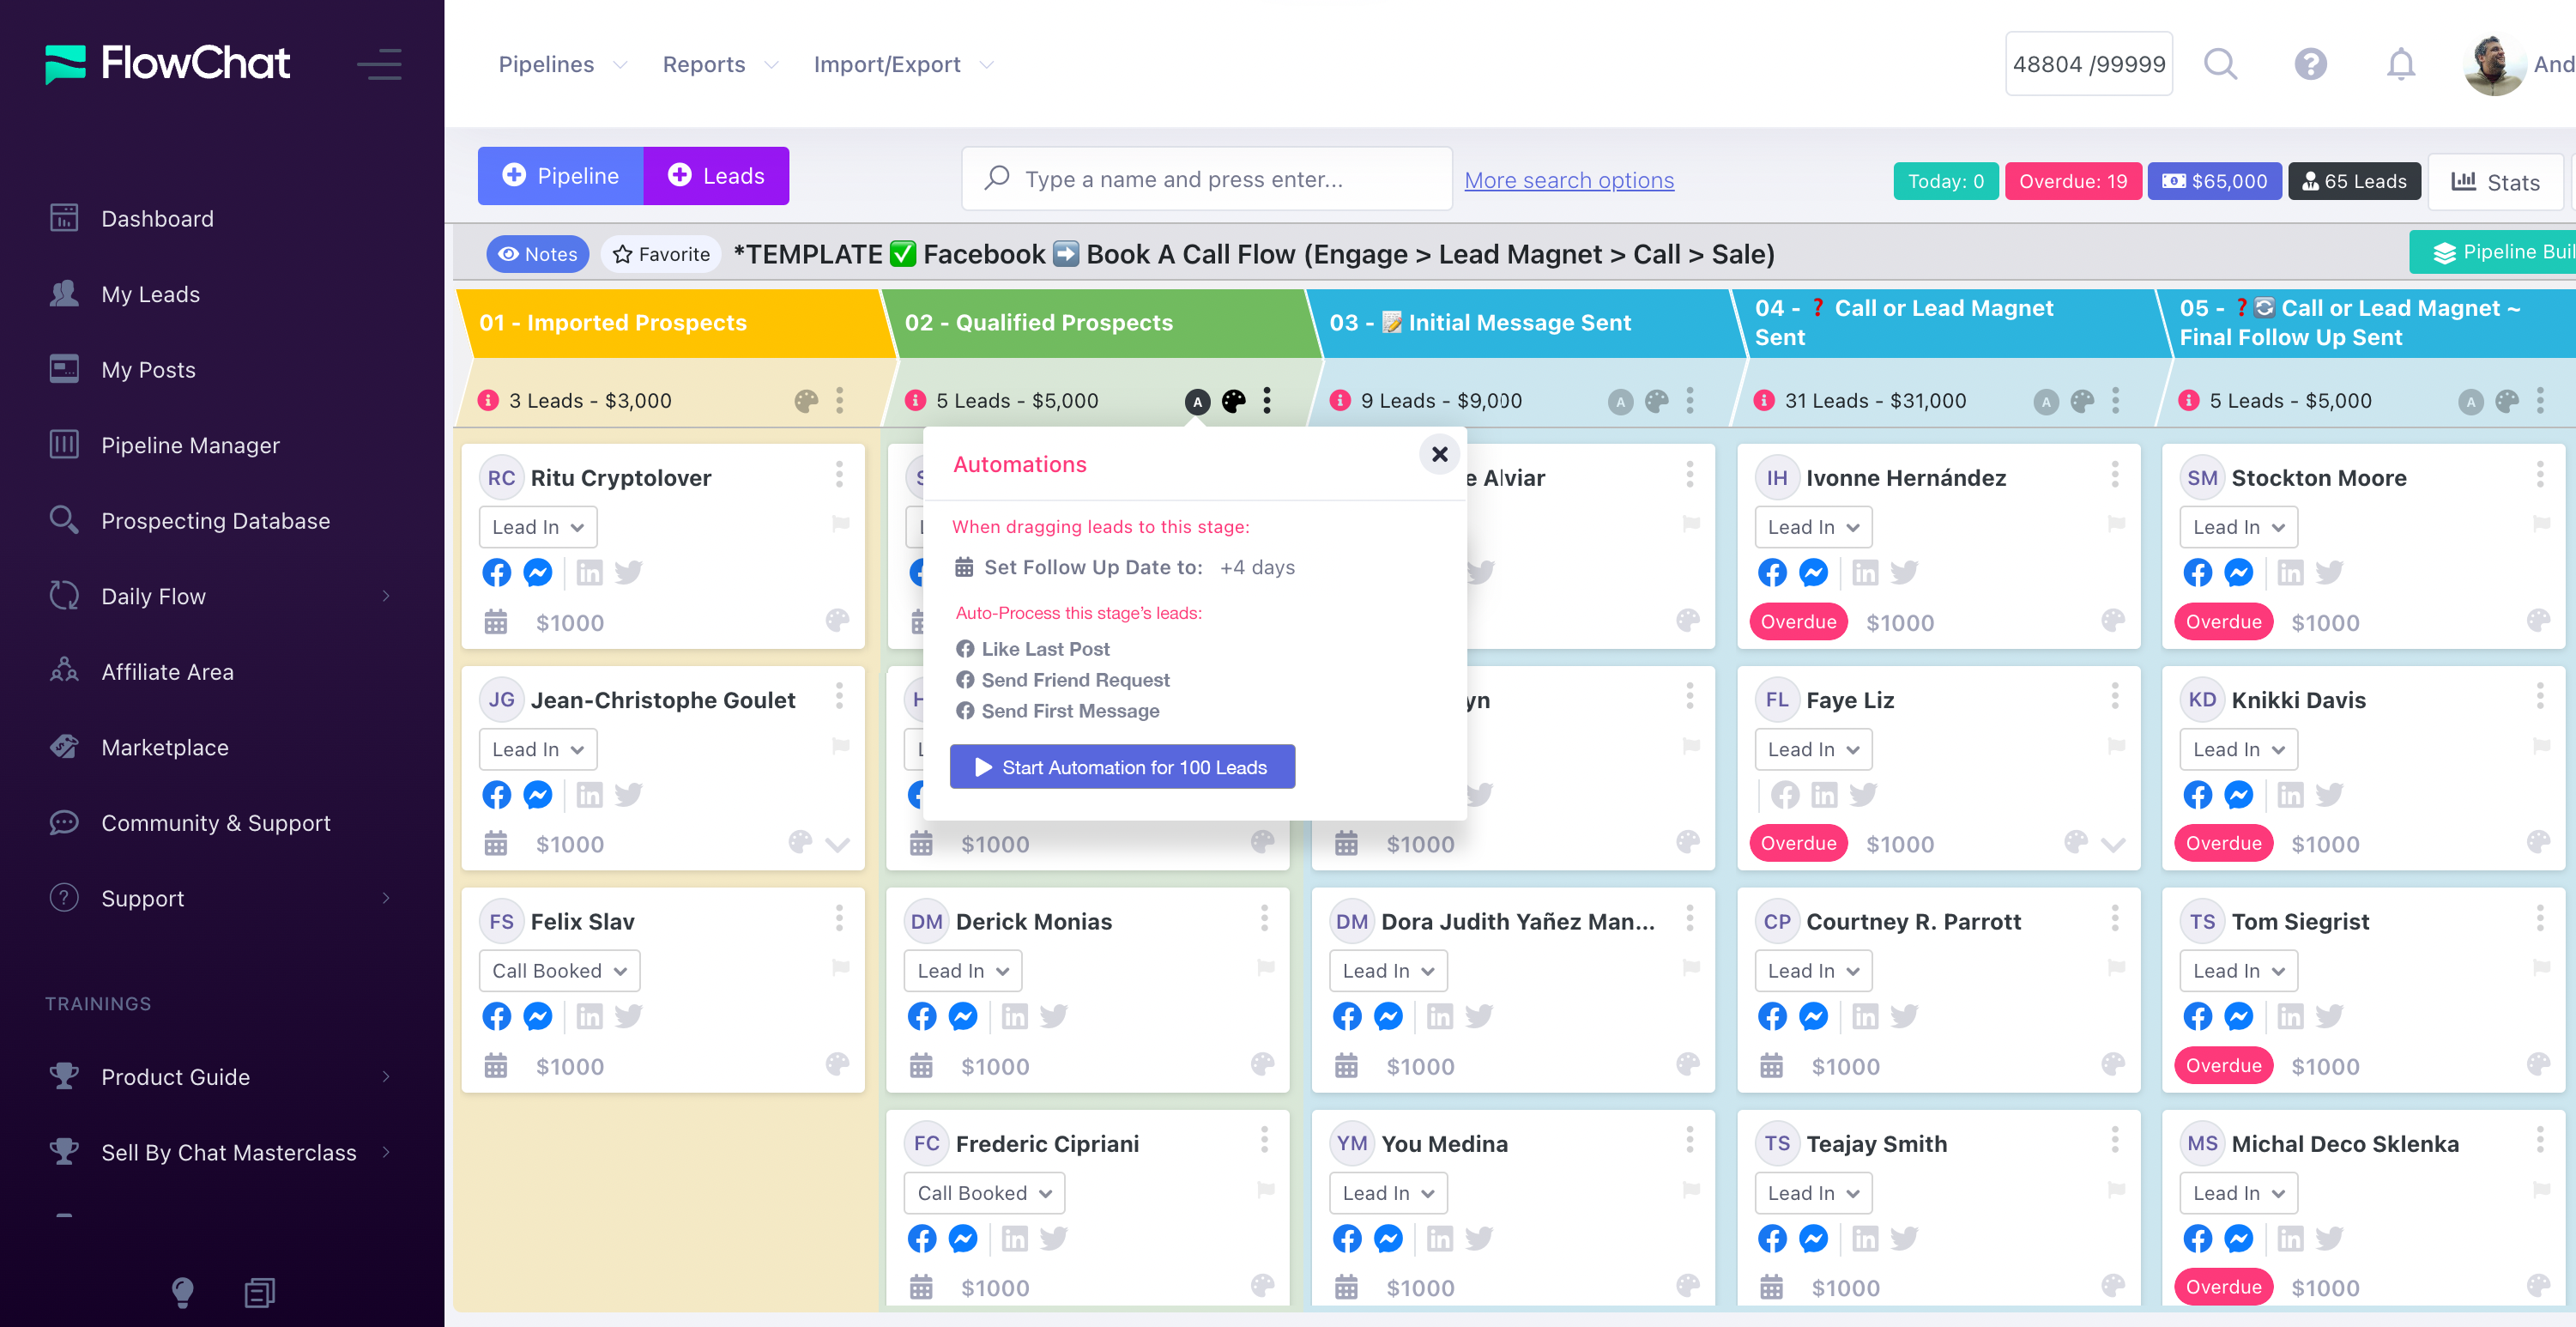 FlowChat
Pipelines
Reports
Import/Export
48804 /99999
And
Dashboard
My Leads
My Posts
Pipeline Manager
Prospecting Database
Daily Flow
Affiliate Area
Marketplace
Community & Support
Support
TRAININGS
Product Guide
Sell By Chat Masterclass
Pipeline
Leads
Type a name and press enter...
More search options
Today: 0
Overdue: 19
$65,000
65 Leads
Stats
Notes
Favorite
*TEMPLATE ✅ Facebook ➡️ Book A Call Flow (Engage > Lead Magnet > Call > Sale)
Pipeline Buil
01 - Imported Prospects
3 Leads - $3,000
RC Ritu Cryptolover
Lead In
$1000
JG Jean-Christophe Goulet
Lead In
$1000
FS Felix Slav
Call Booked
$1000
02 - Qualified Prospects
5 Leads - $5,000
A
Automations
When dragging leads to this stage:
Set Follow Up Date to: +4 days
Auto-Process this stage's leads:
Like Last Post
Send Friend Request
Send First Message
Start Automation for 100 Leads
$1000
DM Derick Monias
Lead In
$1000
FC Frederic Cipriani
Call Booked
$1000
03 - 📝 Initial Message Sent
9 Leads - $9,000
A
e Alviar
yn
$1000
DM Dora Judith Yañez Man...
Lead In
$1000
YM You Medina
Lead In
$1000
04 - ❓ Call or Lead Magnet
Sent
31 Leads - $31,000
A
IH Ivonne Hernández
Lead In
Overdue $1000
FL Faye Liz
Lead In
Overdue $1000
CP Courtney R. Parrott
Lead In
$1000
TS Teajay Smith
Lead In
$1000
05 - ❓🔄 Call or Lead Magnet ~
Final Follow Up Sent
5 Leads - $5,000
A
SM Stockton Moore
Lead In
Overdue $1000
KD Knikki Davis
Lead In
Overdue $1000
TS Tom Siegrist
Lead In
Overdue $1000
MS Michal Deco Sklenka
Lead In
Overdue $1000